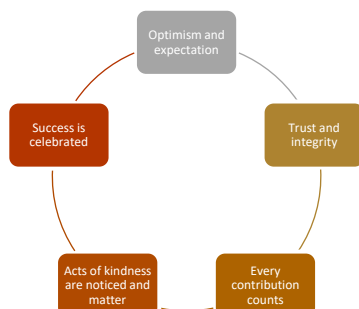 Optimism and
expectation
Trust and
integrity
Every
contribution
counts
Acts of kindness
are noticed and
matter
Success is
celebrated